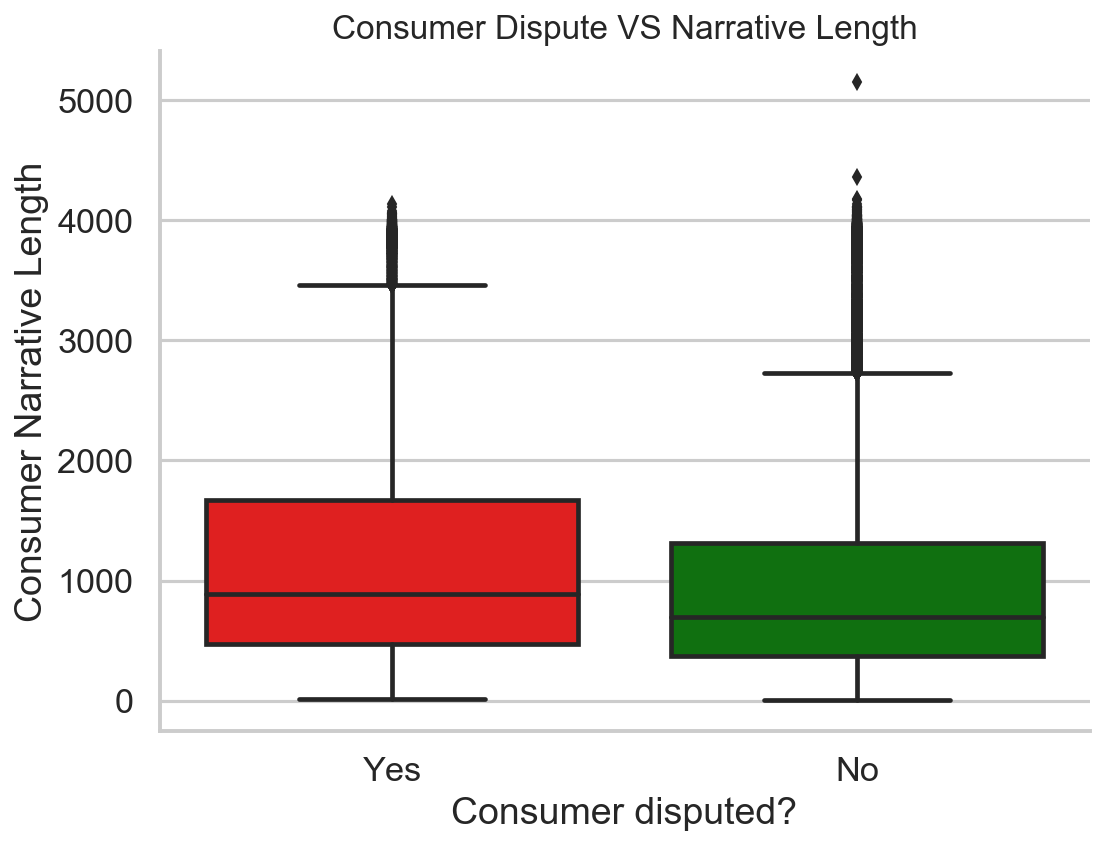 Consumer Dispute VS Narrative Length
Consumer Narrative Length
5000
4000
3000
2000
1000
0
Yes
No
Consumer disputed?